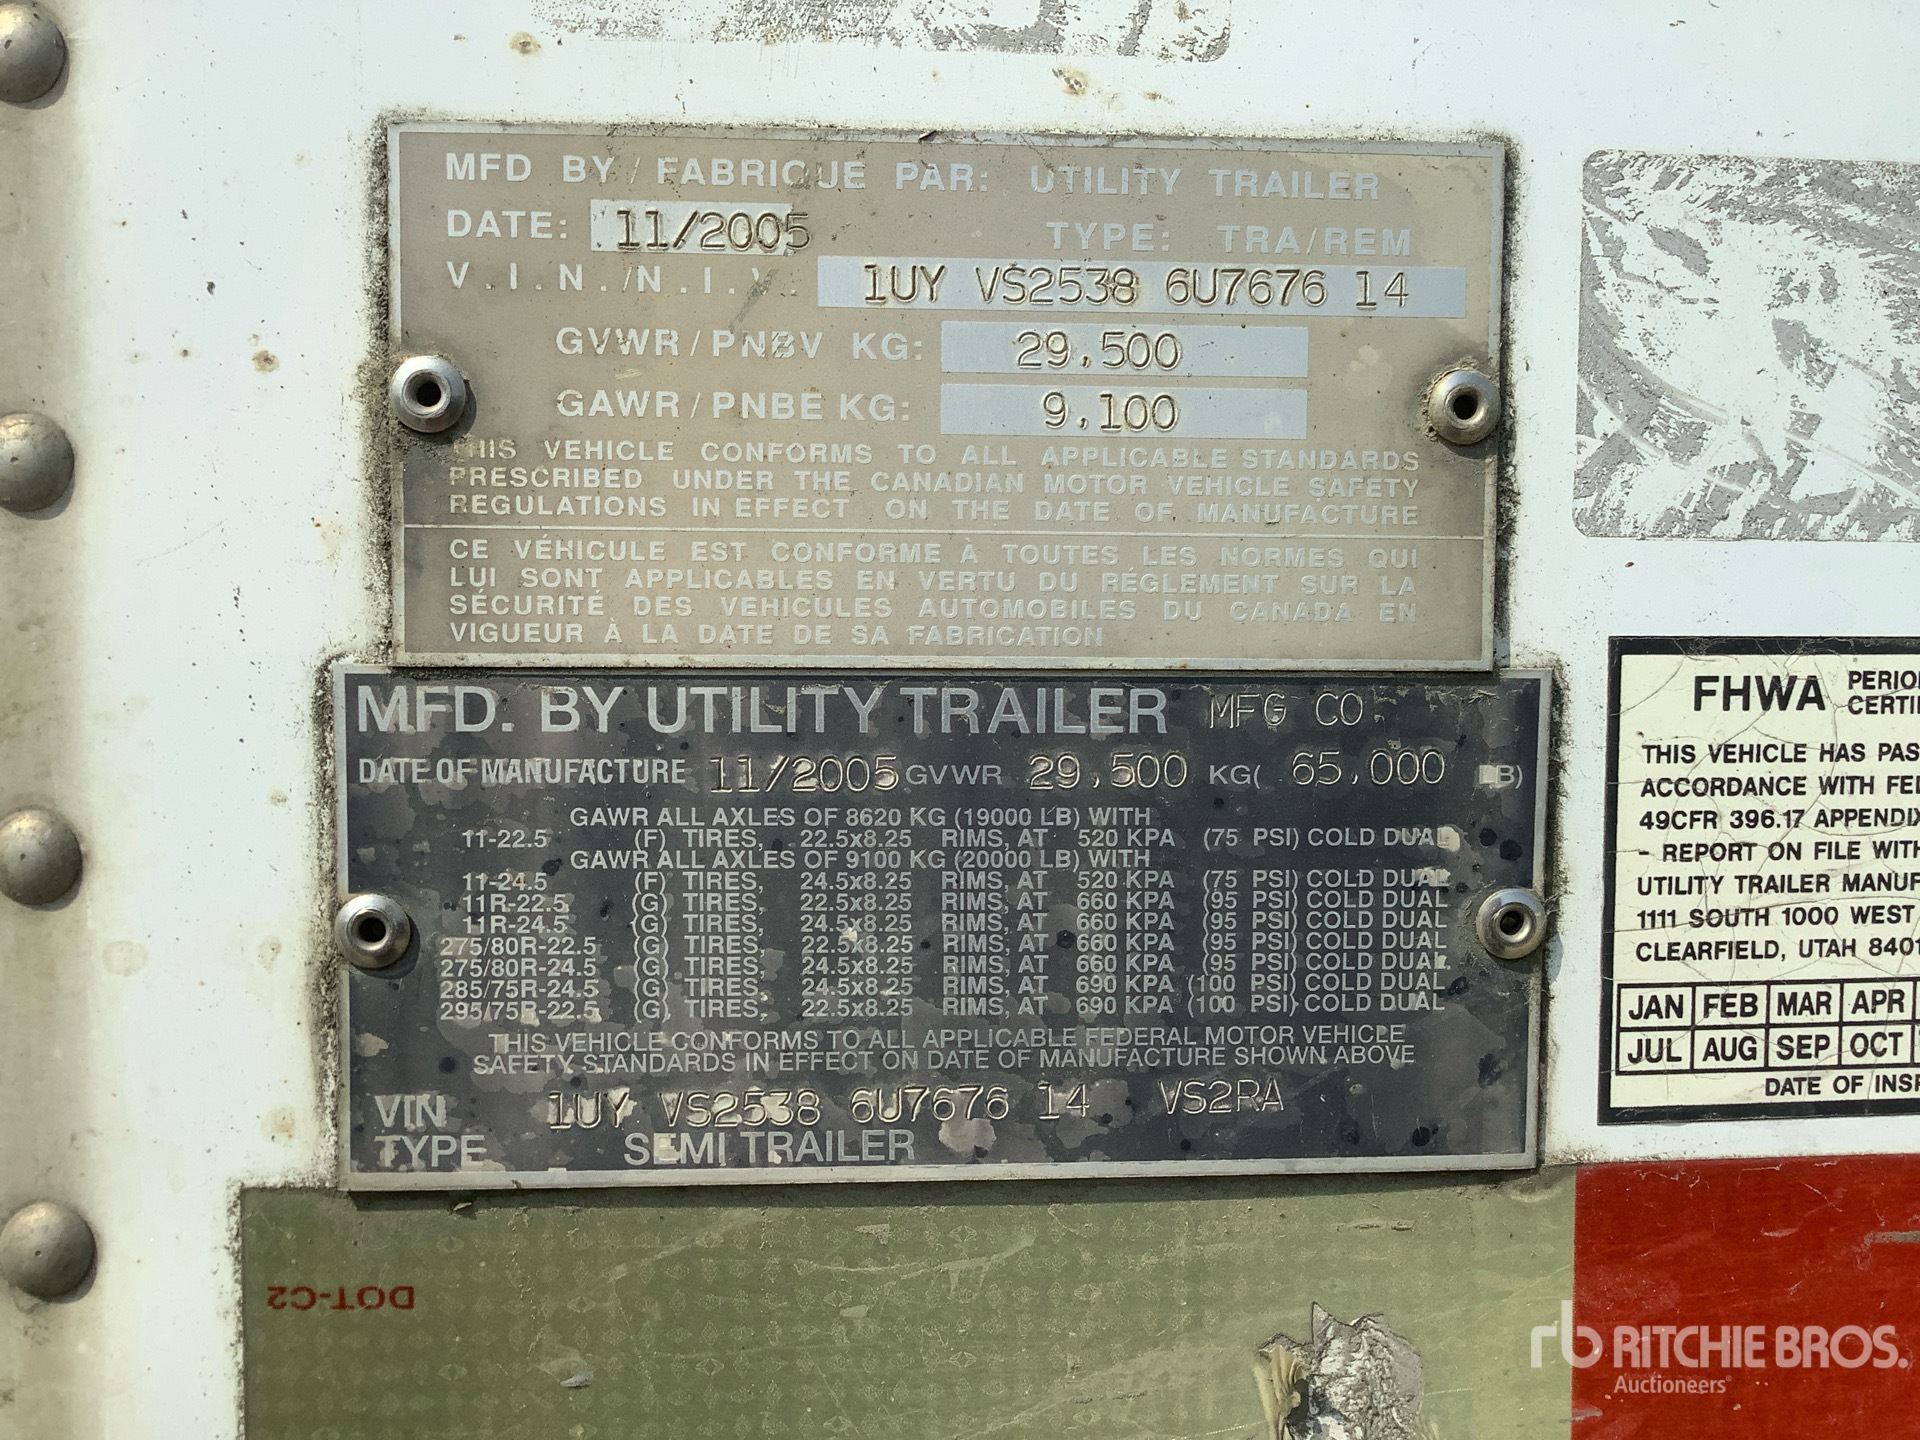 MFD BY / FABRIQUE PAR: UTILITY TRAILER
DATE: 11/2005 TYPE: TRA/REM
V.I.N./N.I.V. 1UY VS2538 6U7676 14
GVWR/PNBV KG: 29,500
GAWR/PNBE KG: 9,100
THIS VEHICLE CONFORMS TO ALL APPLICABLE STANDARDS
PRESCRIBED UNDER THE CANADIAN MOTOR VEHICLE SAFETY
REGULATIONS IN EFFECT ON THE DATE OF MANUFACTURE
CE VÉHICULE EST CONFORME À TOUTES LES NORMES QUI
LUI SONT APPLICABLES EN VERTU DU RÉGLEMENT SUR LA
SÉCURITÉ DES VEHICULES AUTOMOBILES DU CANADA EN
VIGUEUR À LA DATE DE SA FABRICATION
MFD. BY UTILITY TRAILER MFG CO.
DATE OF MANUFACTURE 11/2005 GVWR 29,500 KG( 65,000 LB)
GAWR ALL AXLES OF 8620 KG (19000 LB) WITH
11-22.5 (F) TIRES, 22.5x8.25 RIMS, AT 520 KPA (75 PSI) COLD DUAL
GAWR ALL AXLES OF 9100 KG (20000 LB) WITH
11-24.5 (F) TIRES, 24.5x8.25 RIMS, AT 520 KPA (75 PSI) COLD DUAL
11R-22.5 (G) TIRES, 22.5x8.25 RIMS, AT 660 KPA (95 PSI) COLD DUAL
11R-24.5 (G) TIRES, 24.5x8.25 RIMS, AT 660 KPA (95 PSI) COLD DUAL
275/80R-22.5 (G) TIRES, 22.5x8.25 RIMS, AT 660 KPA (95 PSI) COLD DUAL
275/80R-24.5 (G) TIRES, 24.5x8.25 RIMS, AT 660 KPA (95 PSI) COLD DUAL
285/75R-24.5 (G) TIRES, 24.5x8.25 RIMS, AT 690 KPA (100 PSI) COLD DUAL
295/75R-22.5 (G) TIRES, 22.5x8.25 RIMS, AT 690 KPA (100 PSI) COLD DUAL
THIS VEHICLE CONFORMS TO ALL APPLICABLE FEDERAL MOTOR VEHICLE
SAFETY STANDARDS IN EFFECT ON DATE OF MANUFACTURE SHOWN ABOVE
VIN 1UY VS2538 6U7676 14 VS2RA
TYPE SEMI TRAILER
FHWA PERIO
CERTI
THIS VEHICLE HAS PAS
ACCORDANCE WITH FED
49CFR 396.17 APPENDIX
- REPORT ON FILE WITH
UTILITY TRAILER MANUF
1111 SOUTH 1000 WEST
CLEARFIELD, UTAH 8401
JAN FEB MAR APR
JUL AUG SEP OCT
DATE OF INSP
DOT-C2
rb RITCHIE BROS.
Auctioneers